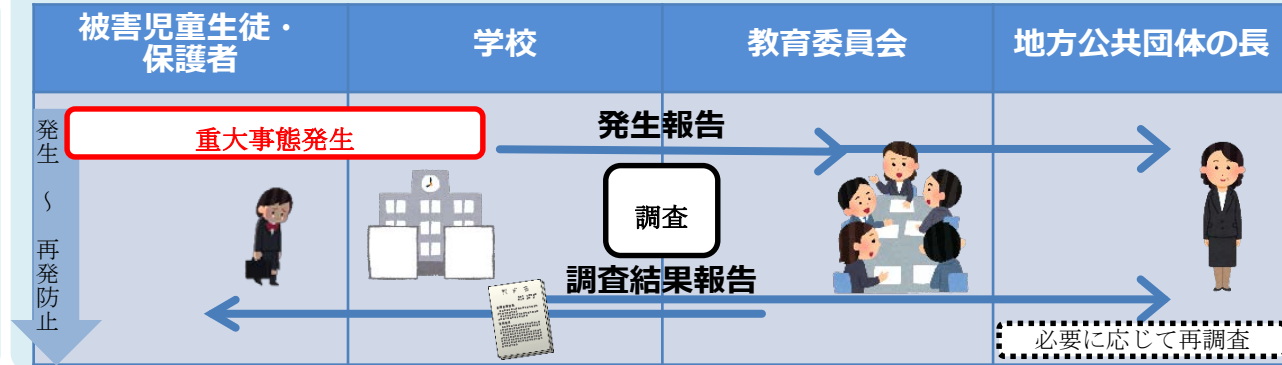 被害児童生徒・
保護者
学校
教育委員会
地方公共団体の長
発生 ~ 再発防止
重大事態発生
発生報告
調査
調査結果報告
必要に応じて再調査